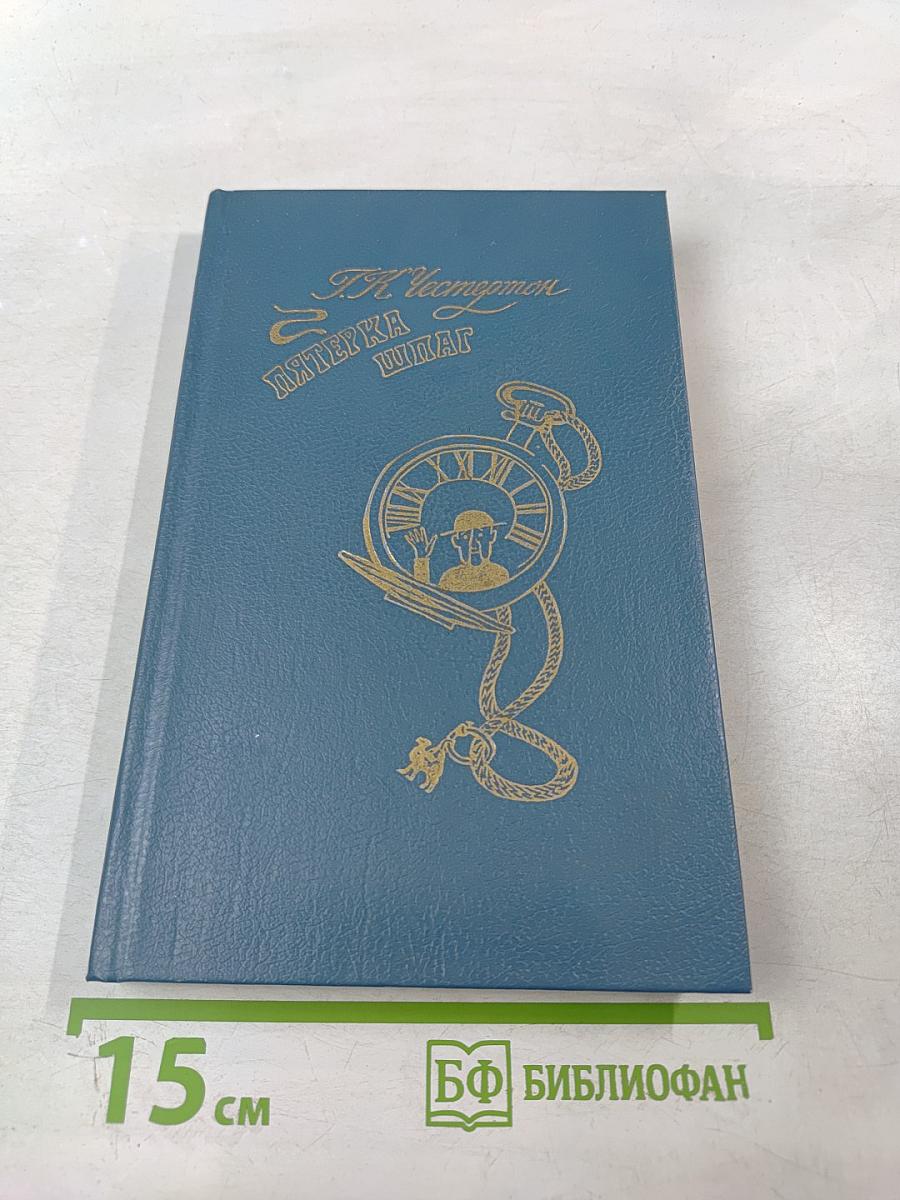 Г.К. Честертон
ПЯТЕРКА
ШПАГ
15 см
БФ БИБЛИОФАН